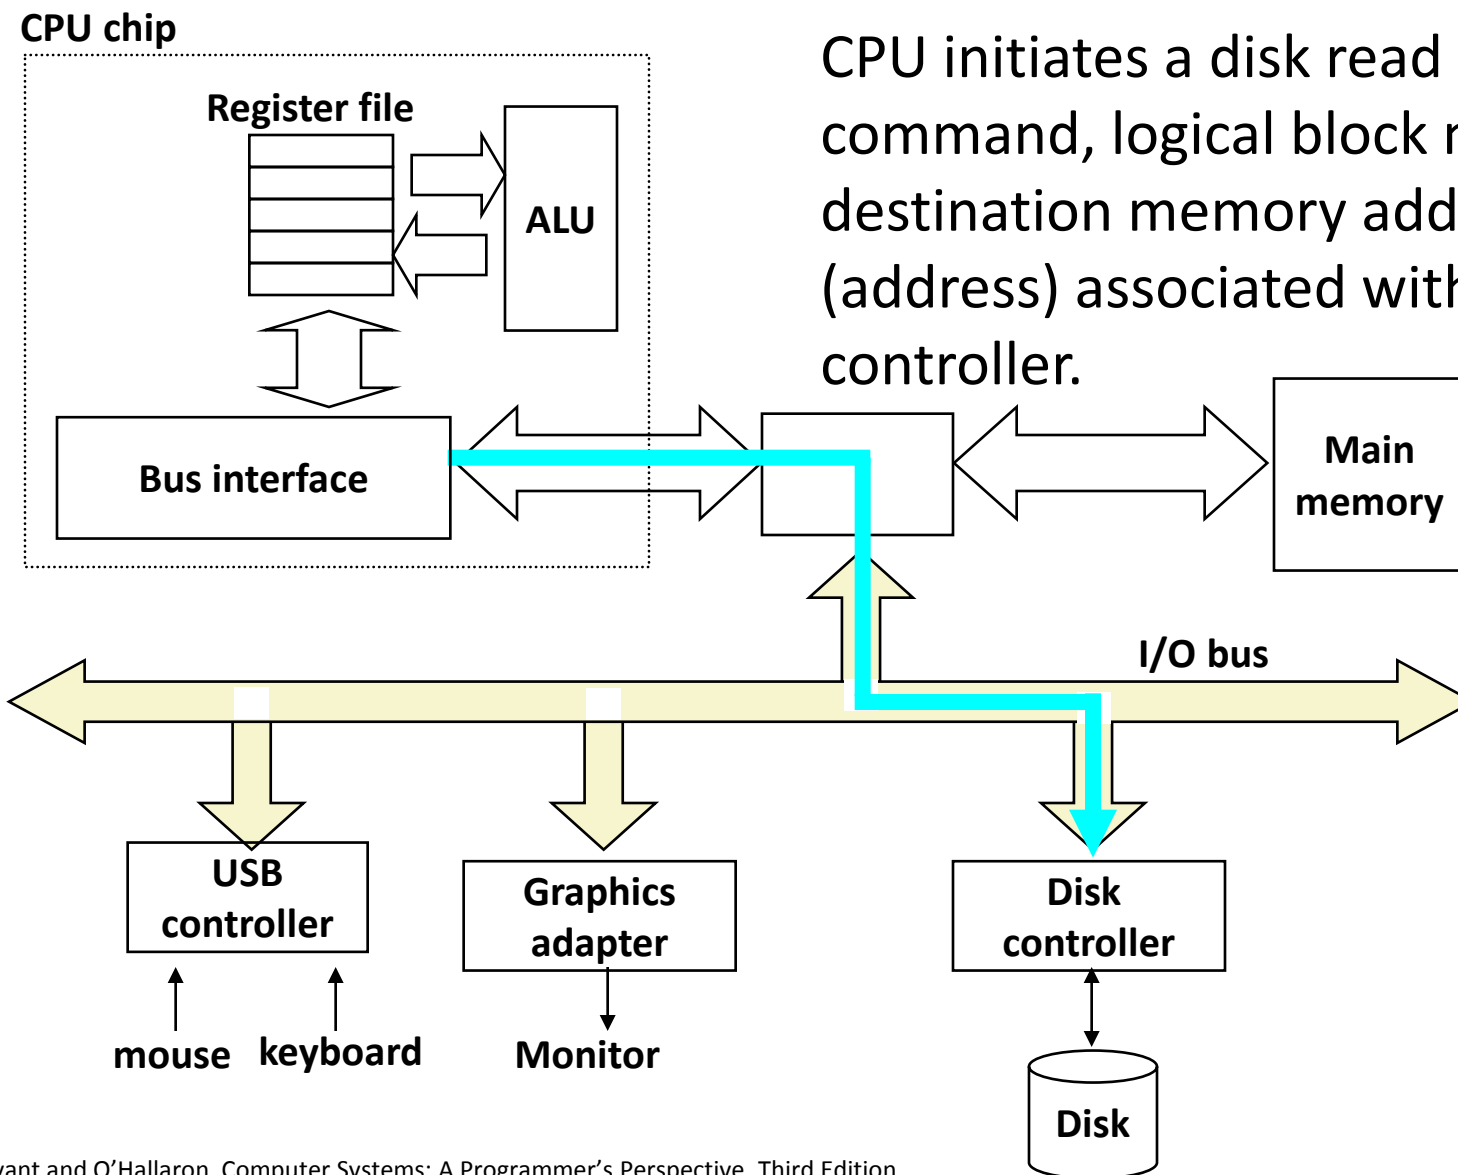 CPU chip
CPU initiates a disk read
command, logical block
destination memory
(address) associated
controller.
Register file
ALU
Bus interface
Main
memory
I/O bus
USB
controller
Graphics
adapter
Disk
controller
mouse
keyboard
Monitor
Disk
and O'Hallaron, Computer Systems: A Programmer's Perspective, Third Edition